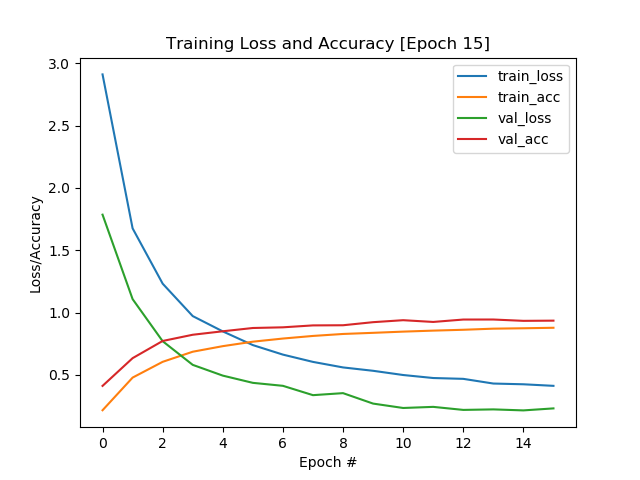 Training Loss and Accuracy [Epoch 15]
3.0
2.5
2.0
1.5
1.0
0.5
Loss/Accuracy
train_loss
train_acc
val_loss
val_acc
0 2 4 6 8 10 12 14
Epoch #